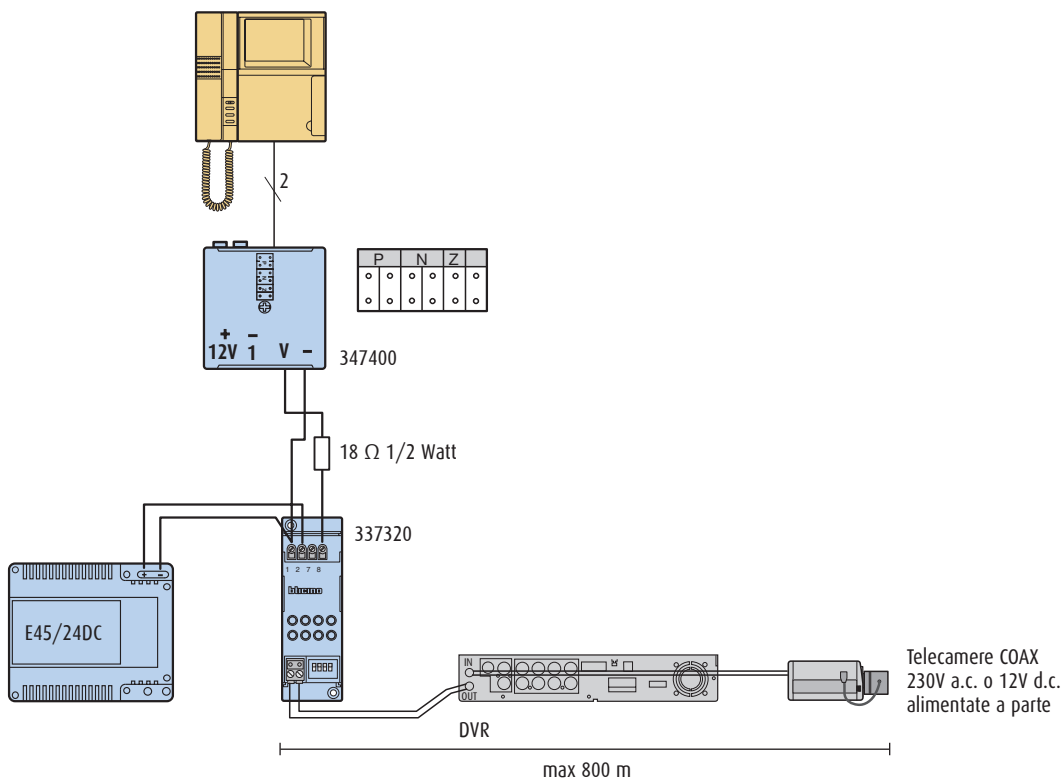 2
P N Z
+ –
12V 1 V –
347400
18 Ω 1/2 Watt
337320
+ –
1 2 7 8
bticino
E45/24DC
IN
OUT
DVR
Telecamere COAX
230V a.c. o 12V d.c.
alimentate a parte
max 800 m